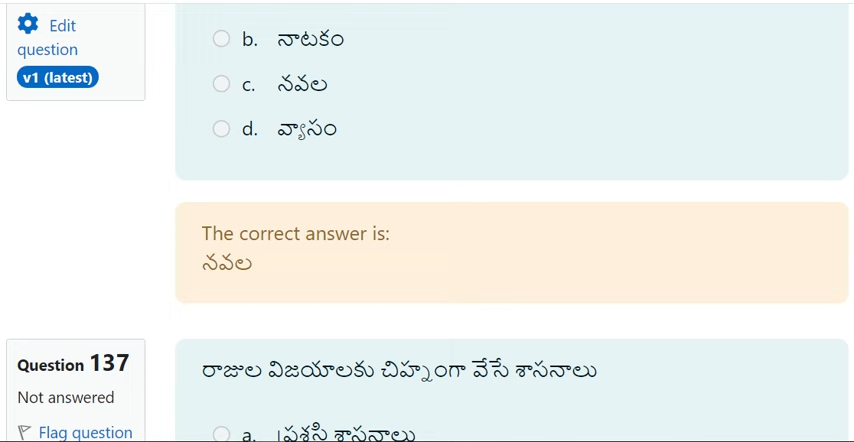 Edit
question
v1 (latest)
b. నాటకం
c. నవల
d. వ్యాసం
The correct answer is:
నవల
Question 137
Not answered
Flag question
రాజుల విజయాలకు చిహ్నంగా వేసే శాసనాలు
a. ప్రశస్తి శాసనాలు